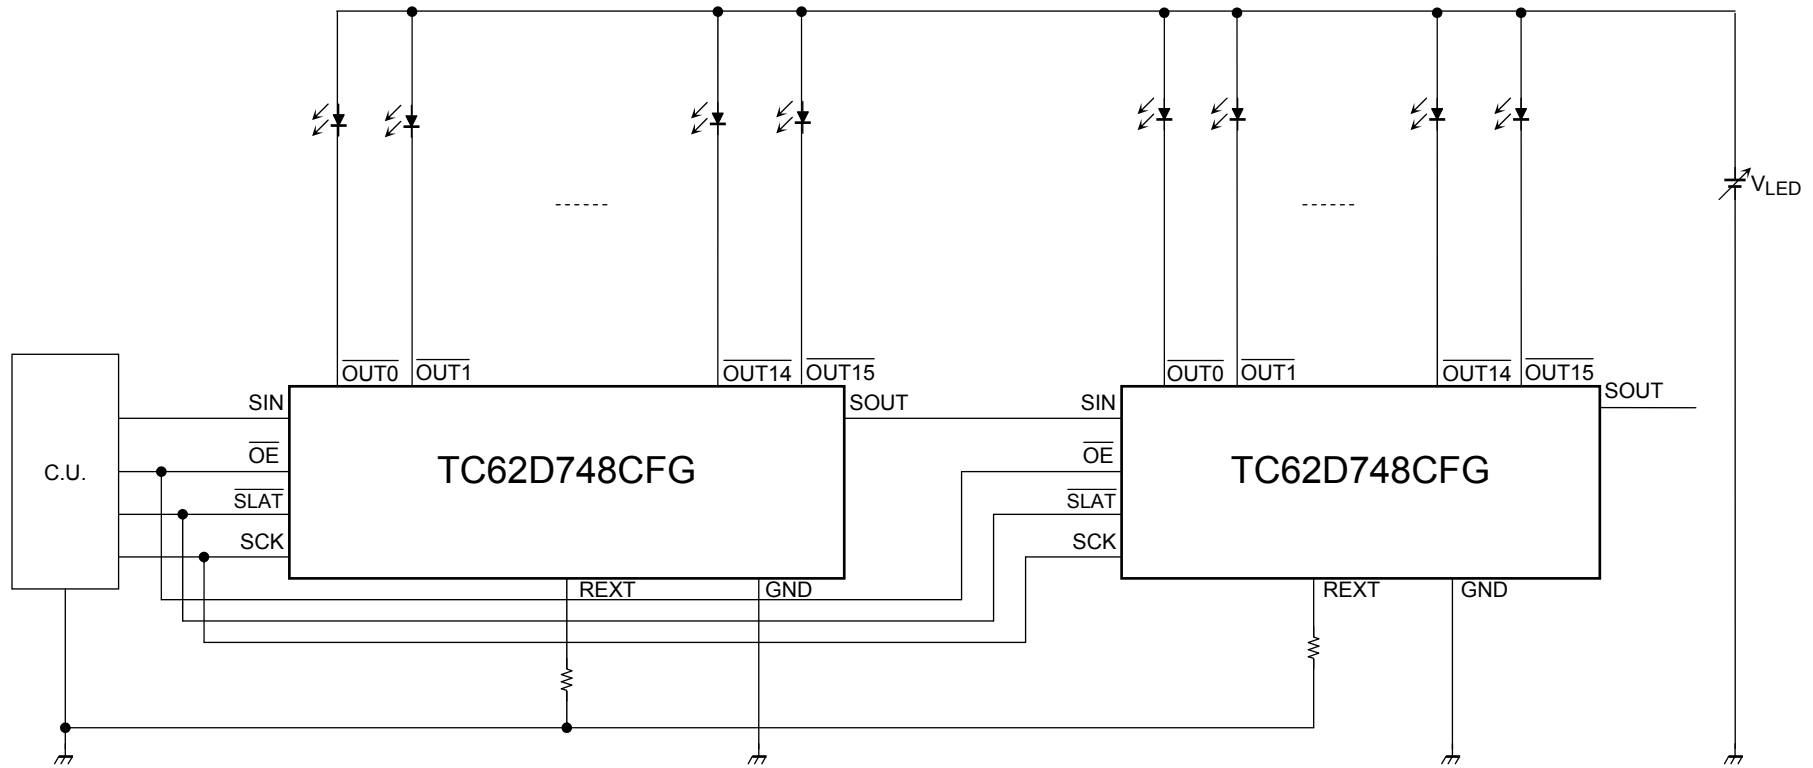 V_LED
OUT0 OUT1 OUT14 OUT15 OUT0 OUT1 OUT14 OUT15
SIN SOUT SIN SOUT
C.U. OE TC62D748CFG OE TC62D748CFG
SLAT SLAT
SCK SCK
REXT GND REXT GND